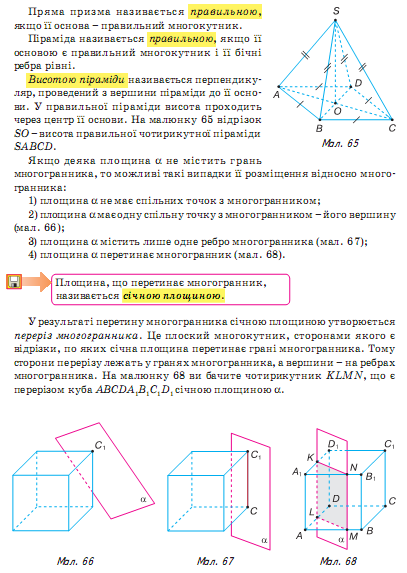 Пряма призма називається правильною,
якщо її основа – правильний многокутник.
Піраміда називається правильною, якщо її
основою є правильний многокутник і її бічні
ребра рівні.
Висотою піраміди називається перпендику-
ляр, проведений з вершини піраміди до її осно-
ви. У правильної піраміди висота проходить
через центр її основи. На малюнку 65 відрізок
SO – висота правильної чотирикутної піраміди
SABCD.
S
A
D
O
B
C
Мал. 65
Якщо деяка площина α не містить грань
многогранника, то можливі такі випадки її розміщення відносно много-
гранника:
1) площина α не має спільних точок з многогранником;
2) площина α має одну спільну точку з многогранником – його вершину
(мал. 66);
3) площина α містить лише одне ребро многогранника (мал. 67);
4) площина α перетинає многогранник (мал. 68).
Площина, що перетинає многогранник,
називається січною площиною.
У результаті перетину многогранника січною площиною утворюється
переріз многогранника. Це плоский многокутник, сторонами якого є
відрізки, по яких січна площина перетинає грані многогранника. Тому
сторони перерізу лежать у гранях многогранника, а вершини – на ребрах
многогранника. На малюнку 68 ви бачите чотирикутник KLMN, що є
перерізом куба ABCDA₁B₁C₁D₁ січною площиною α.
C₁
α
Мал. 66
C₁
C
α
Мал. 67
D₁
C₁
K
N
A₁
B₁
D
C
L
A
M
B
α
Мал. 68